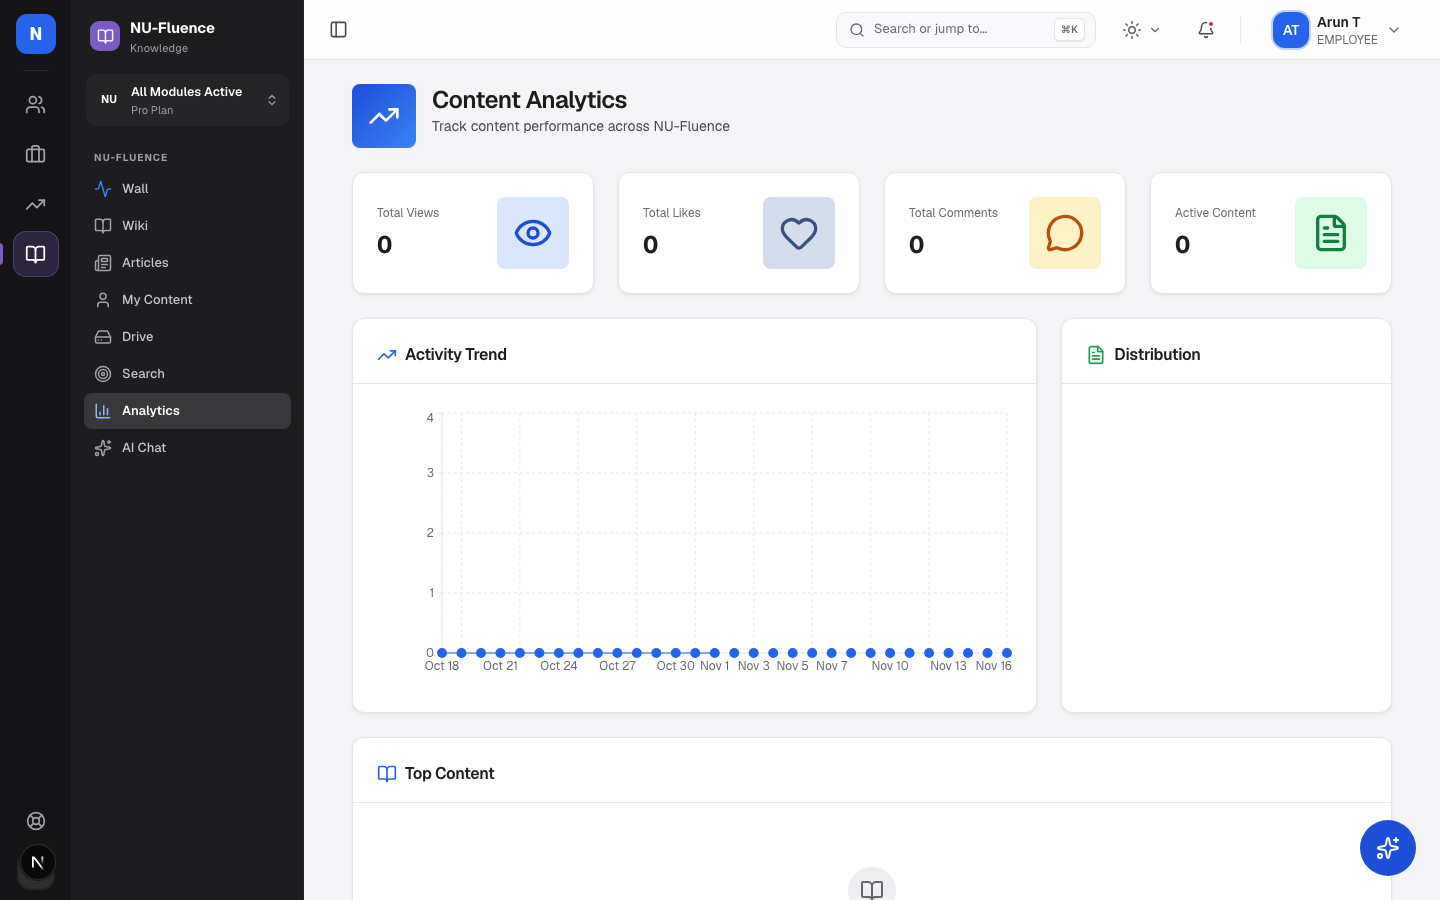 N
NU-Fluence
Knowledge
NU
All Modules Active
Pro Plan
NU-FLUENCE
Wall
Wiki
Articles
My Content
Drive
Search
Analytics
AI Chat
N
Search or jump to...
⌘K
AT
Arun T
EMPLOYEE
Content Analytics
Track content performance across NU-Fluence
Total Views
0
Total Likes
0
Total Comments
0
Active Content
0
Activity Trend
4
3
2
1
0
Oct 18 Oct 21 Oct 24 Oct 27 Oct 30 Nov 1 Nov 3 Nov 5 Nov 7 Nov 10 Nov 13 Nov 16
Distribution
Top Content